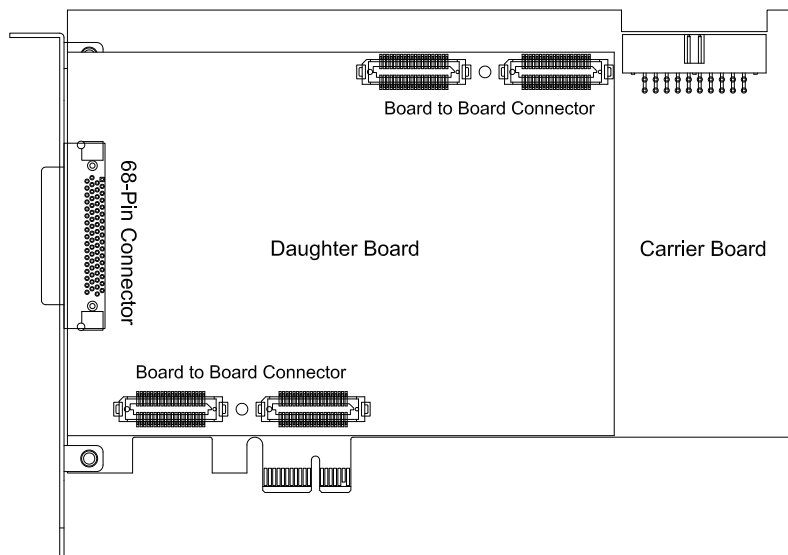 Board to Board Connector
68-Pin Connector
Daughter Board
Carrier Board
Board to Board Connector